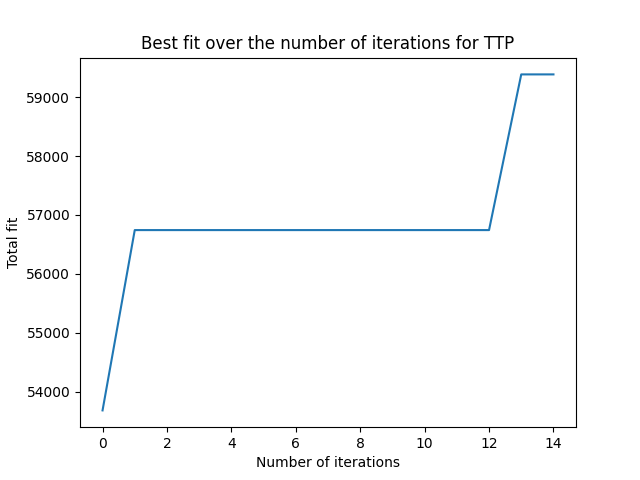 Best fit over the number of iterations for TTP
Total fit
59000
58000
57000
56000
55000
54000
0 2 4 6 8 10 12 14
Number of iterations